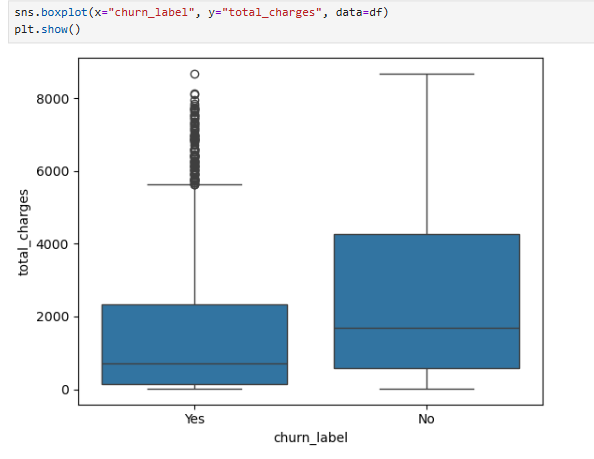 sns.boxplot(x="churn_label", y="total_charges", data=df)
plt.show()
8000
6000
4000
2000
0
total_charges
Yes No
churn_label